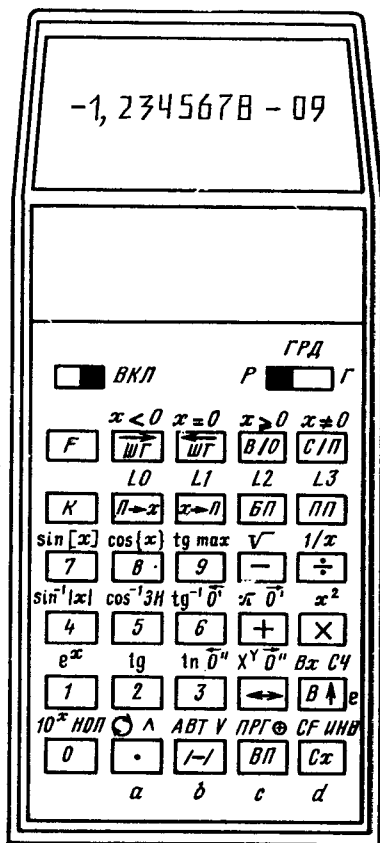 -1,2345678 - 09
ГРД
ВКЛ Р Г
x<0 x=0 x⩾0 x≠0
F ШГ ШГ В/О С/П
L0 L1 L2 L3
К П→x x→П БП ПП
sin[x] cos{x} tg max √ 1/x
7 8 9 − ÷
sin⁻¹|x| cos⁻¹ЗН tg⁻¹ 0⃗' π 0⃗' x²
4 5 6 + ×
eˣ lg ln 0⃗" Xʸ 0⃗" Вx СЧ
1 2 3 ↔ В↑ e
10ˣ НОП ↻ ∧ АВТ V ПРГ ⊕ CF ИНВ
0 . /−/ ВП Сx
a b c d